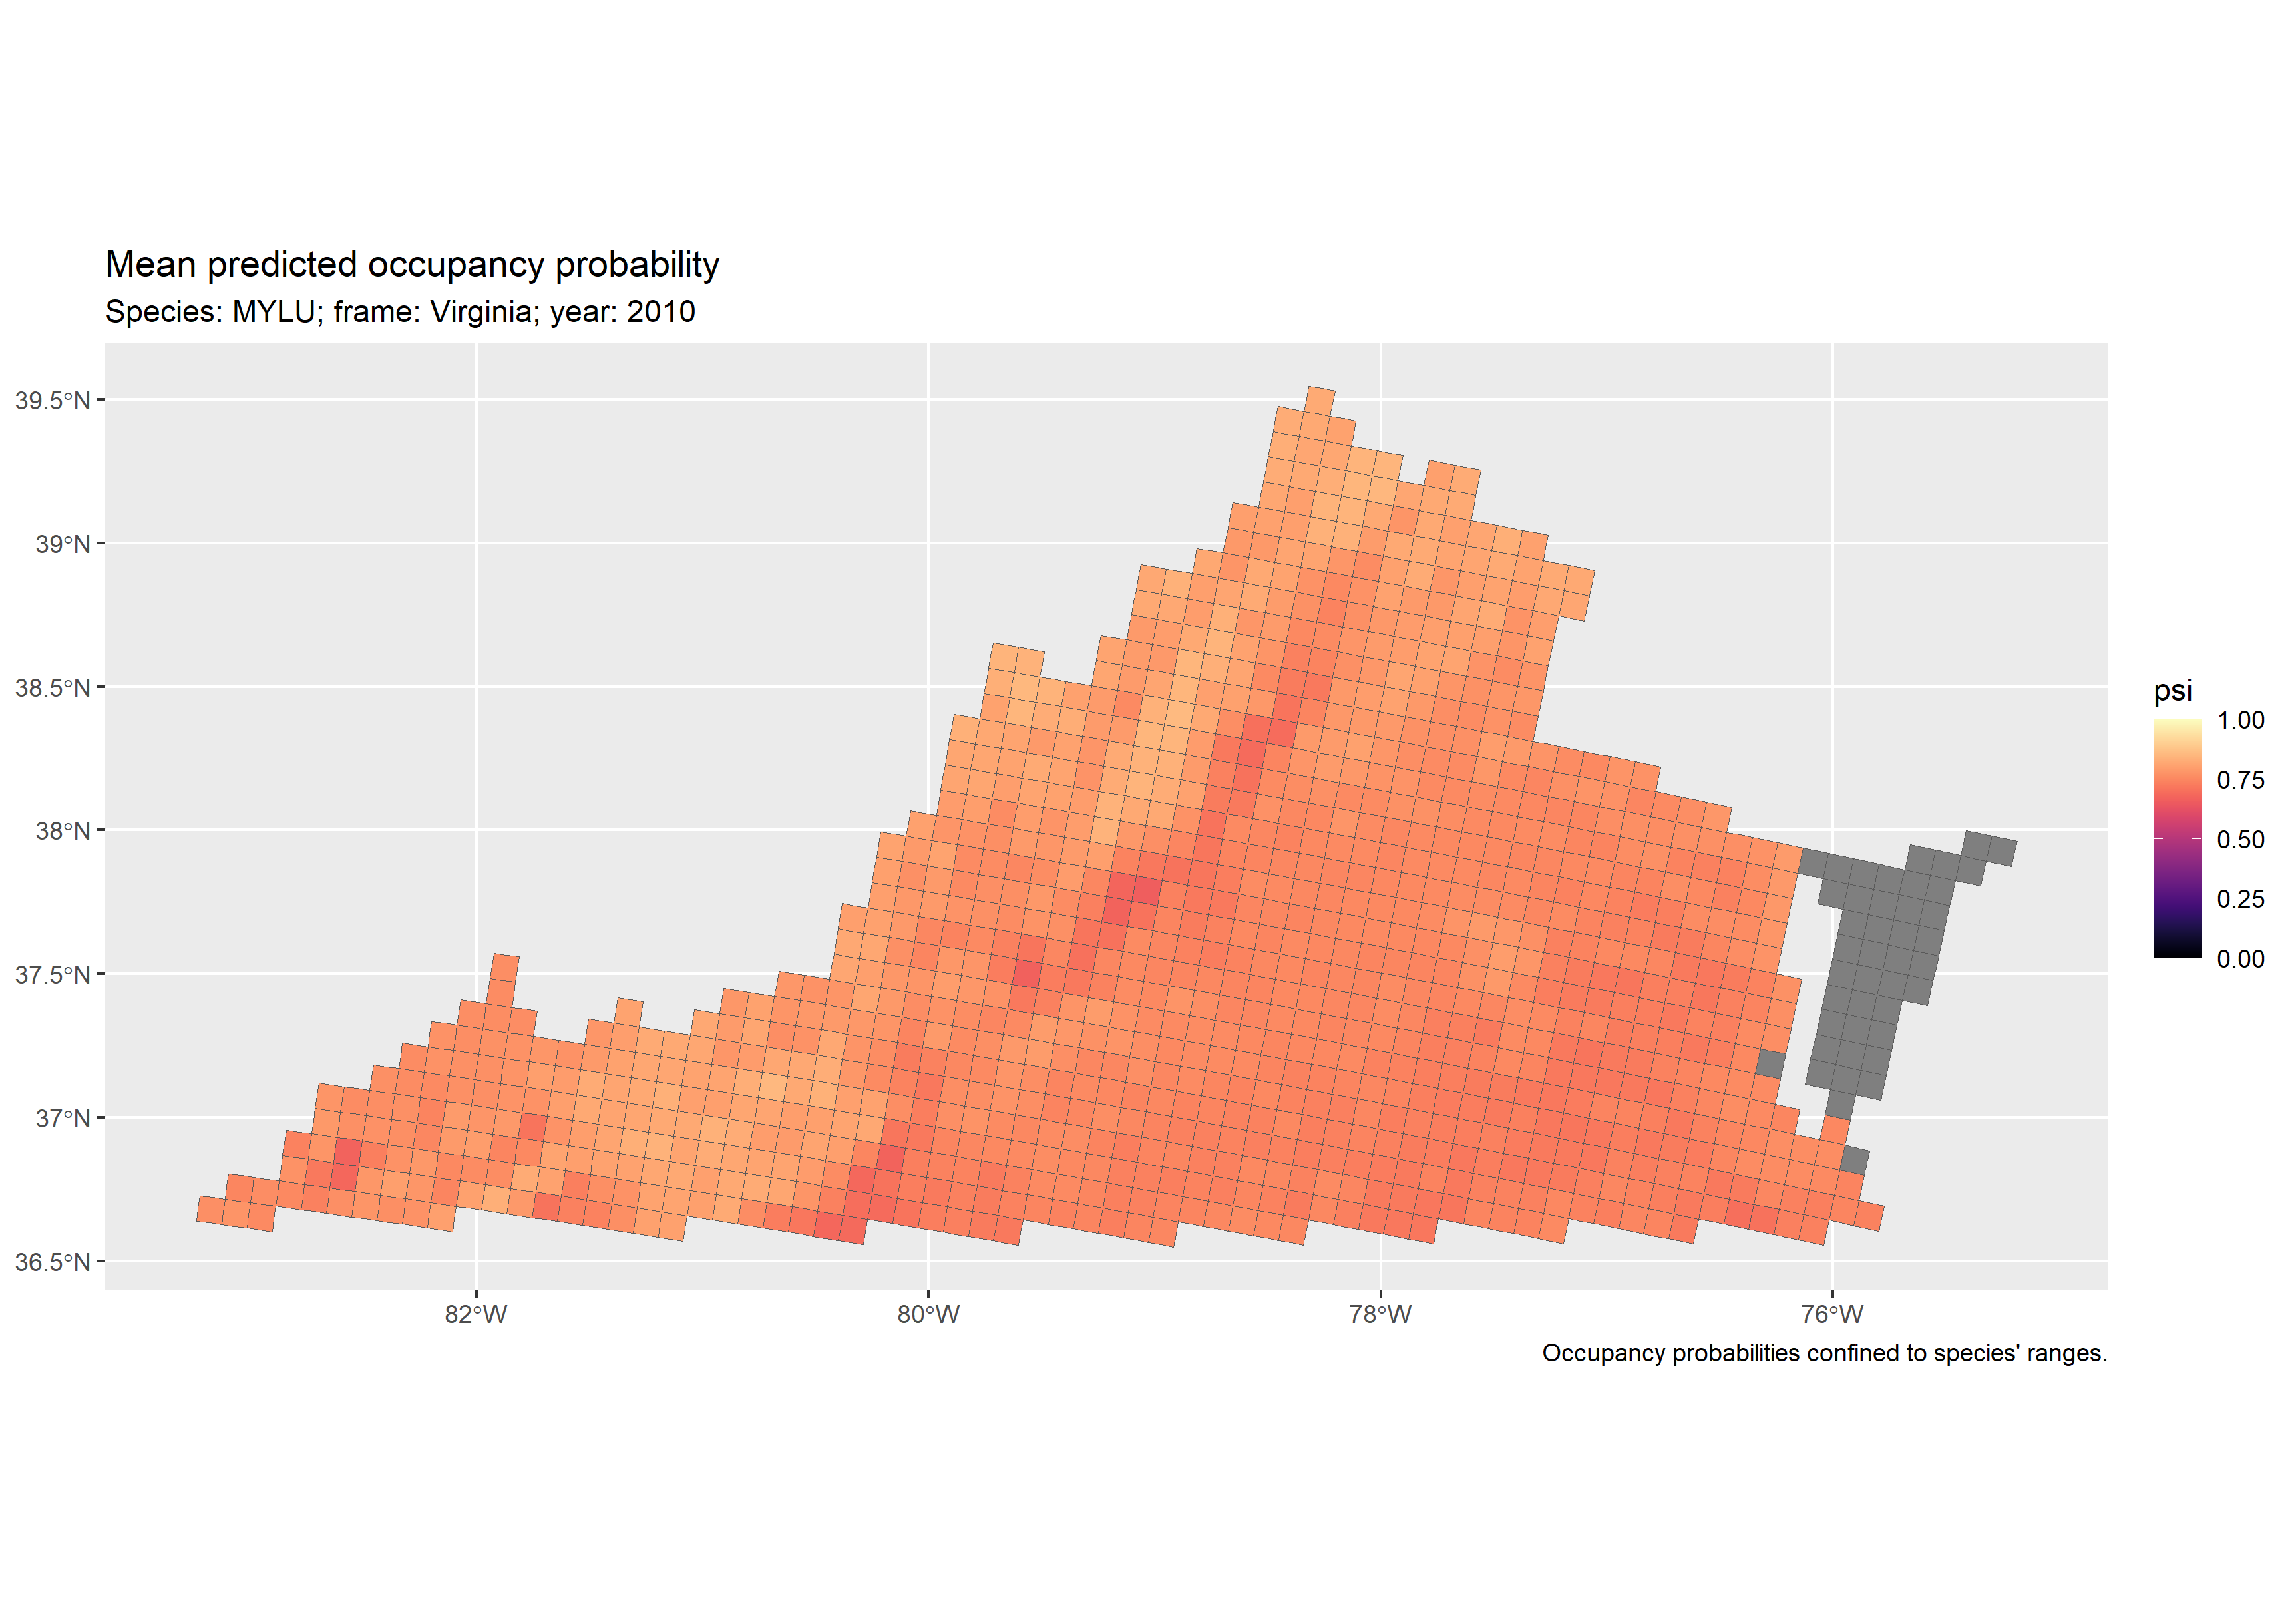 Mean predicted occupancy probability
Species: MYLU; frame: Virginia; year: 2010
39.5°N
39°N
38.5°N
38°N
37.5°N
37°N
36.5°N
82°W
80°W
78°W
76°W
psi
1.00
0.75
0.50
0.25
0.00
Occupancy probabilities confined to species' ranges.